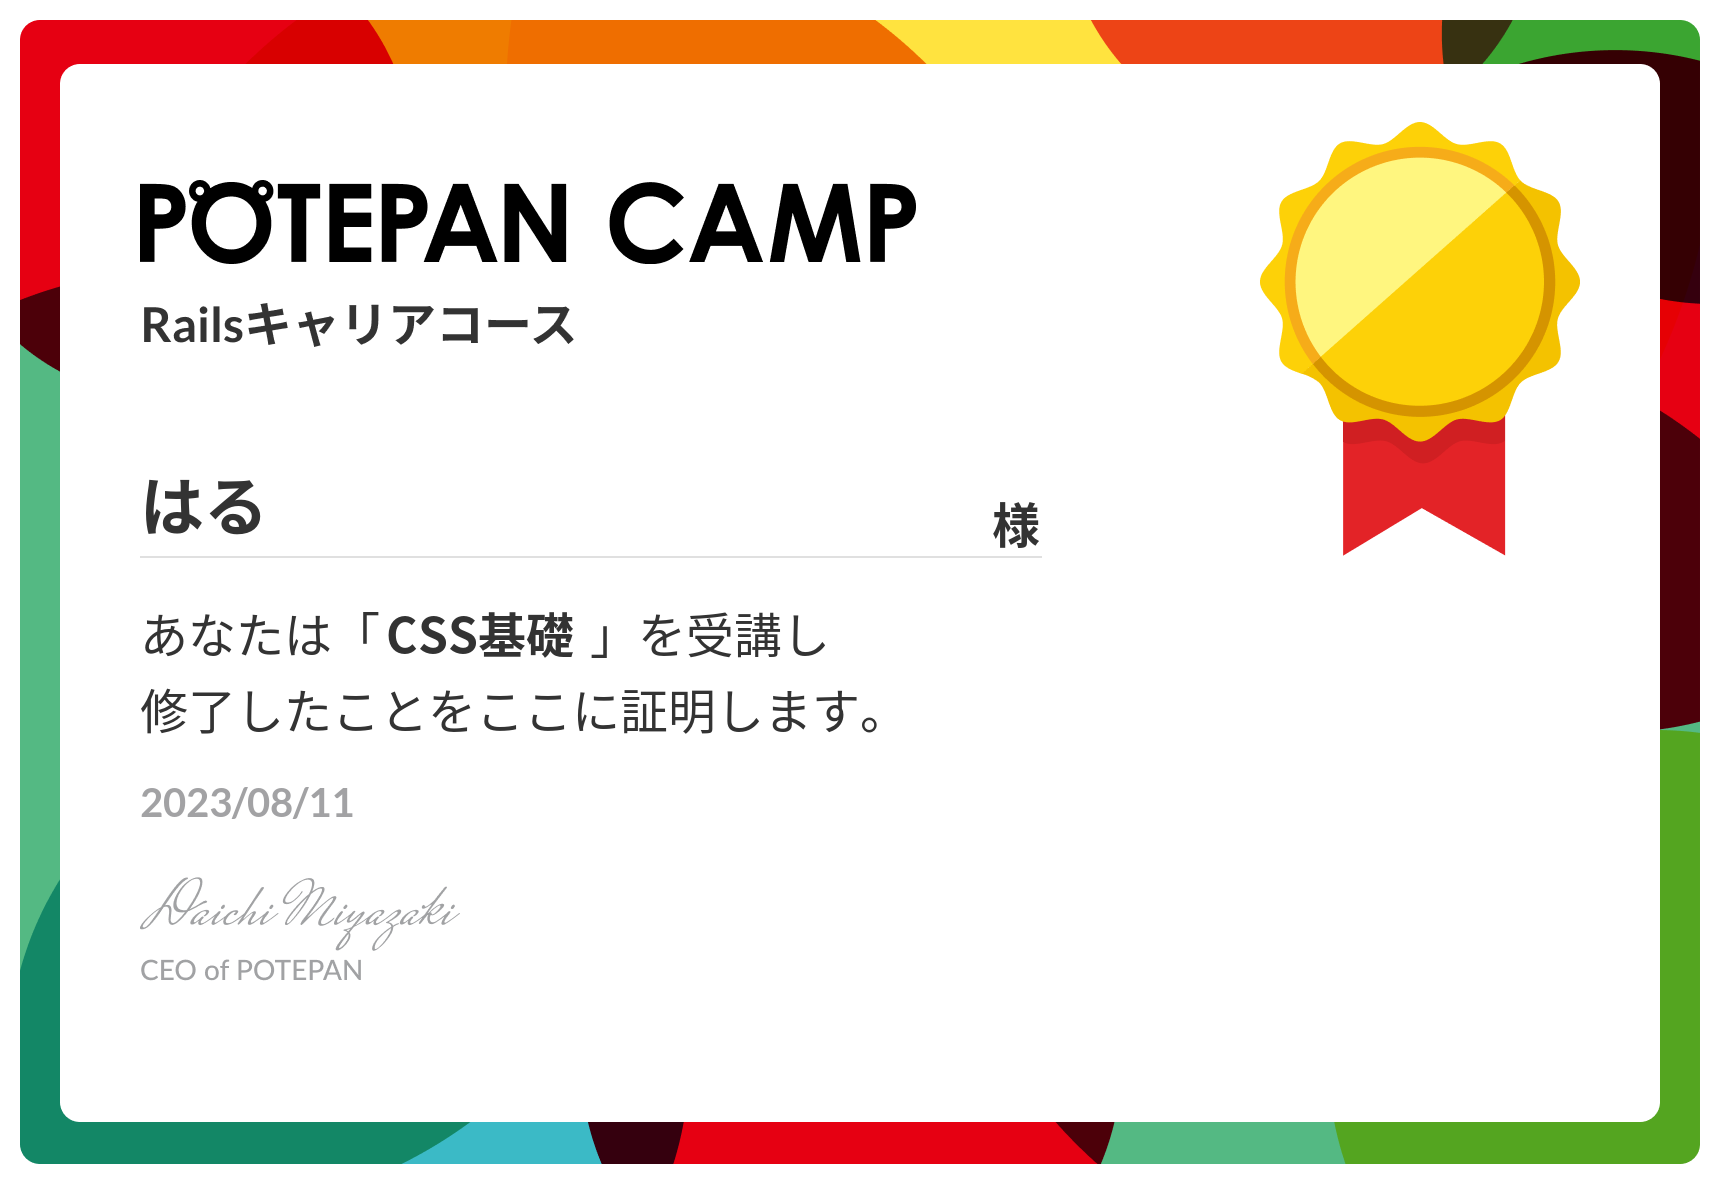 POTEPAN CAMP
Railsキャリアコース
はる 様
あなたは「CSS基礎」を受講し
修了したことをここに証明します。
2023/08/11
Daichi Miyazaki
CEO of POTEPAN